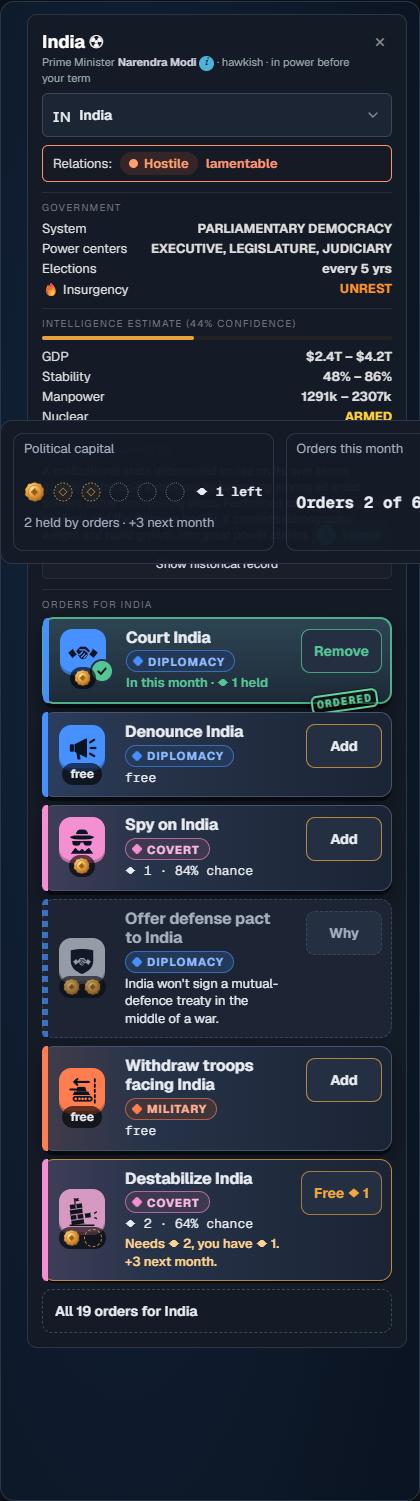 India ☢
Prime Minister Narendra Modi i · hawkish · in power before
your term
IN India
Relations: Hostile lamentable
GOVERNMENT
System PARLIAMENTARY DEMOCRACY
Power centers EXECUTIVE, LEGISLATURE, JUDICIARY
Elections every 5 yrs
🔥 Insurgency UNREST
INTELLIGENCE ESTIMATE (44% CONFIDENCE)
GDP $2.4T – $4.2T
Stability 48% – 86%
Manpower 1291k – 2307k
Nuclear ARMED
Political capital
1 left
2 held by orders · +3 next month
Orders this month
Orders 2 of 6
Show historical record
ORDERS FOR INDIA
Court India
DIPLOMACY
In this month · ◆ 1 held
Remove
ORDERED
Denounce India
DIPLOMACY
free
free
Add
Spy on India
COVERT
◆ 1 · 84% chance
Add
Offer defense pact
to India
DIPLOMACY
India won't sign a mutual-
defence treaty in the
middle of a war.
Why
Withdraw troops
facing India
MILITARY
free
free
Add
Destabilize India
COVERT
◆ 2 · 64% chance
Needs ◆ 2, you have ◆ 1.
+3 next month.
Free ◆ 1
All 19 orders for India